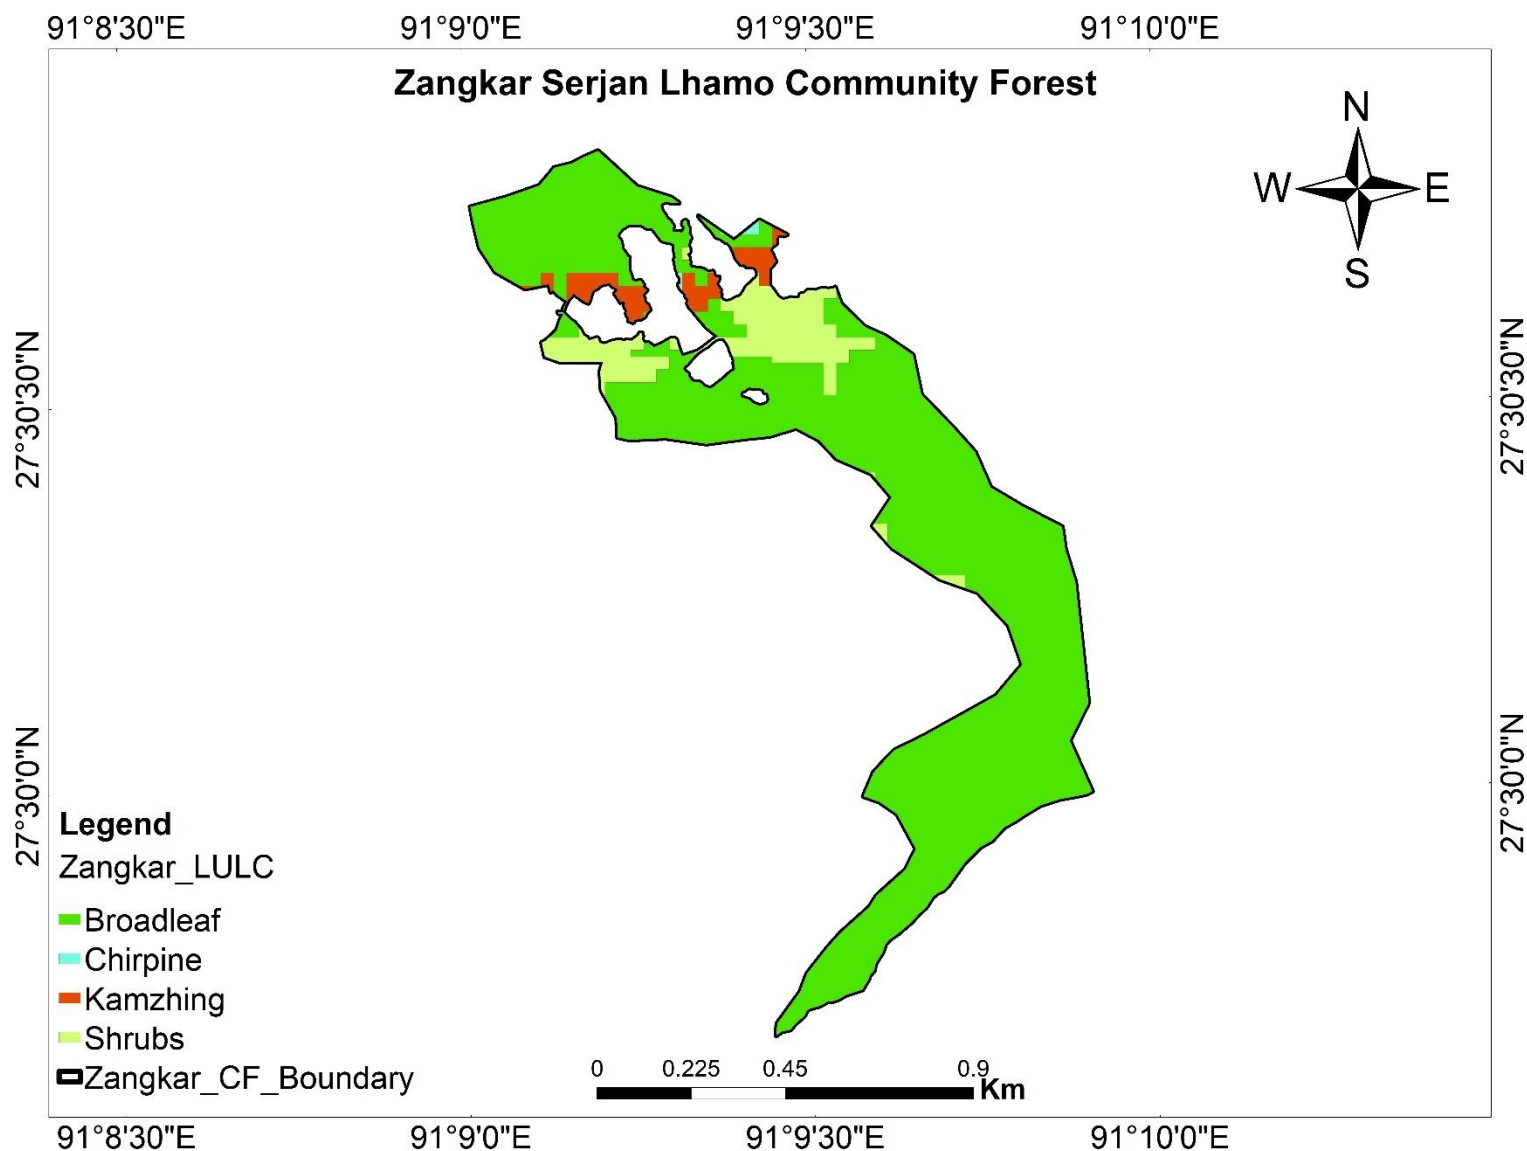 91°8'30"E 91°9'0"E 91°9'30"E 91°10'0"E
Zangkar Serjan Lhamo Community Forest
N
W E
S
27°30'30"N 27°30'30"N
27°30'0"N 27°30'0"N
Legend
Zangkar_LULC
Broadleaf
Chirpine
Kamzhing
Shrubs
Zangkar_CF_Boundary
0 0.225 0.45 0.9
Km
91°8'30"E 91°9'0"E 91°9'30"E 91°10'0"E